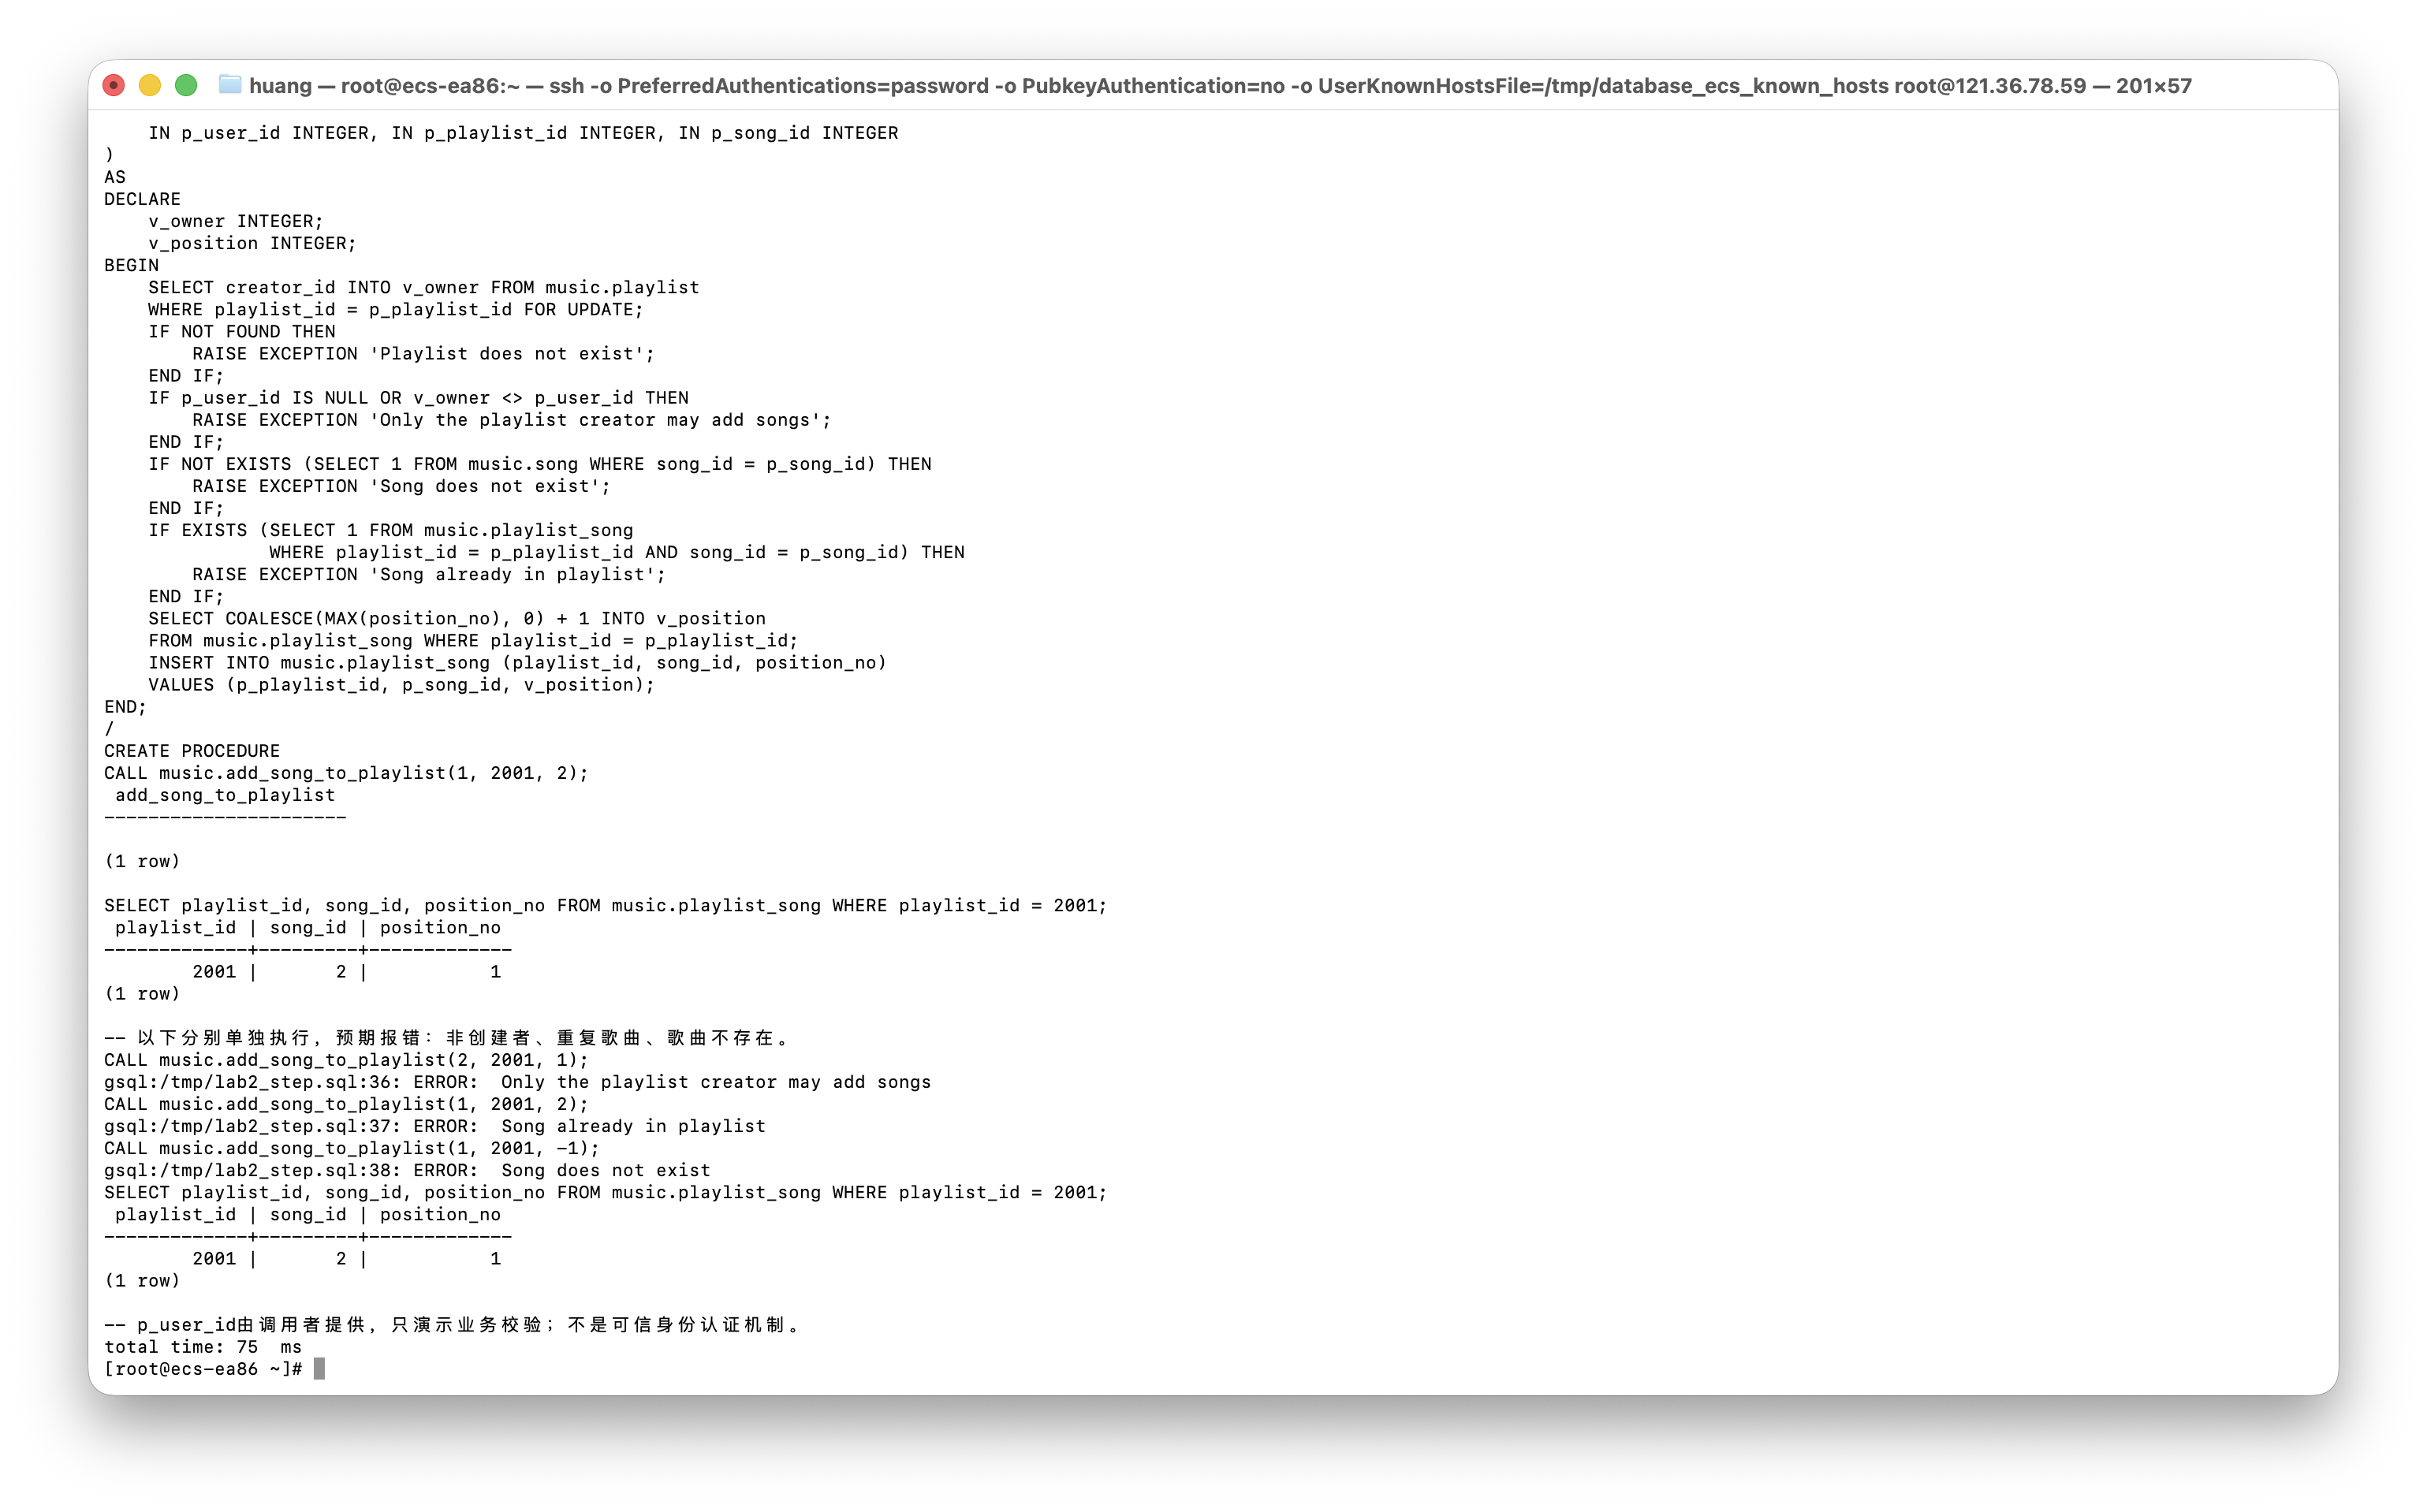 huang — root@ecs-ea86:~ — ssh -o PreferredAuthentications=password -o PubkeyAuthentication=no -o UserKnownHostsFile=/tmp/database_ecs_known_hosts root@121.36.78.59 — 201×57
    IN p_user_id INTEGER, IN p_playlist_id INTEGER, IN p_song_id INTEGER
)
AS
DECLARE
    v_owner INTEGER;
    v_position INTEGER;
BEGIN
    SELECT creator_id INTO v_owner FROM music.playlist
    WHERE playlist_id = p_playlist_id FOR UPDATE;
    IF NOT FOUND THEN
        RAISE EXCEPTION 'Playlist does not exist';
    END IF;
    IF p_user_id IS NULL OR v_owner <> p_user_id THEN
        RAISE EXCEPTION 'Only the playlist creator may add songs';
    END IF;
    IF NOT EXISTS (SELECT 1 FROM music.song WHERE song_id = p_song_id) THEN
        RAISE EXCEPTION 'Song does not exist';
    END IF;
    IF EXISTS (SELECT 1 FROM music.playlist_song
               WHERE playlist_id = p_playlist_id AND song_id = p_song_id) THEN
        RAISE EXCEPTION 'Song already in playlist';
    END IF;
    SELECT COALESCE(MAX(position_no), 0) + 1 INTO v_position
    FROM music.playlist_song WHERE playlist_id = p_playlist_id;
    INSERT INTO music.playlist_song (playlist_id, song_id, position_no)
    VALUES (p_playlist_id, p_song_id, v_position);
END;
/
CREATE PROCEDURE
CALL music.add_song_to_playlist(1, 2001, 2);
 add_song_to_playlist
----------------------
(1 row)
SELECT playlist_id, song_id, position_no FROM music.playlist_song WHERE playlist_id = 2001;
 playlist_id | song_id | position_no
-------------+---------+-------------
        2001 |       2 |           1
(1 row)
-- 以下分别单独执行，预期报错：非创建者、重复歌曲、歌曲不存在。
CALL music.add_song_to_playlist(2, 2001, 1);
gsql:/tmp/lab2_step.sql:36: ERROR:  Only the playlist creator may add songs
CALL music.add_song_to_playlist(1, 2001, 2);
gsql:/tmp/lab2_step.sql:37: ERROR:  Song already in playlist
CALL music.add_song_to_playlist(1, 2001, -1);
gsql:/tmp/lab2_step.sql:38: ERROR:  Song does not exist
SELECT playlist_id, song_id, position_no FROM music.playlist_song WHERE playlist_id = 2001;
 playlist_id | song_id | position_no
-------------+---------+-------------
        2001 |       2 |           1
(1 row)
-- p_user_id由调用者提供，只演示业务校验；不是可信身份认证机制。
total time: 75  ms
[root@ecs-ea86 ~]#